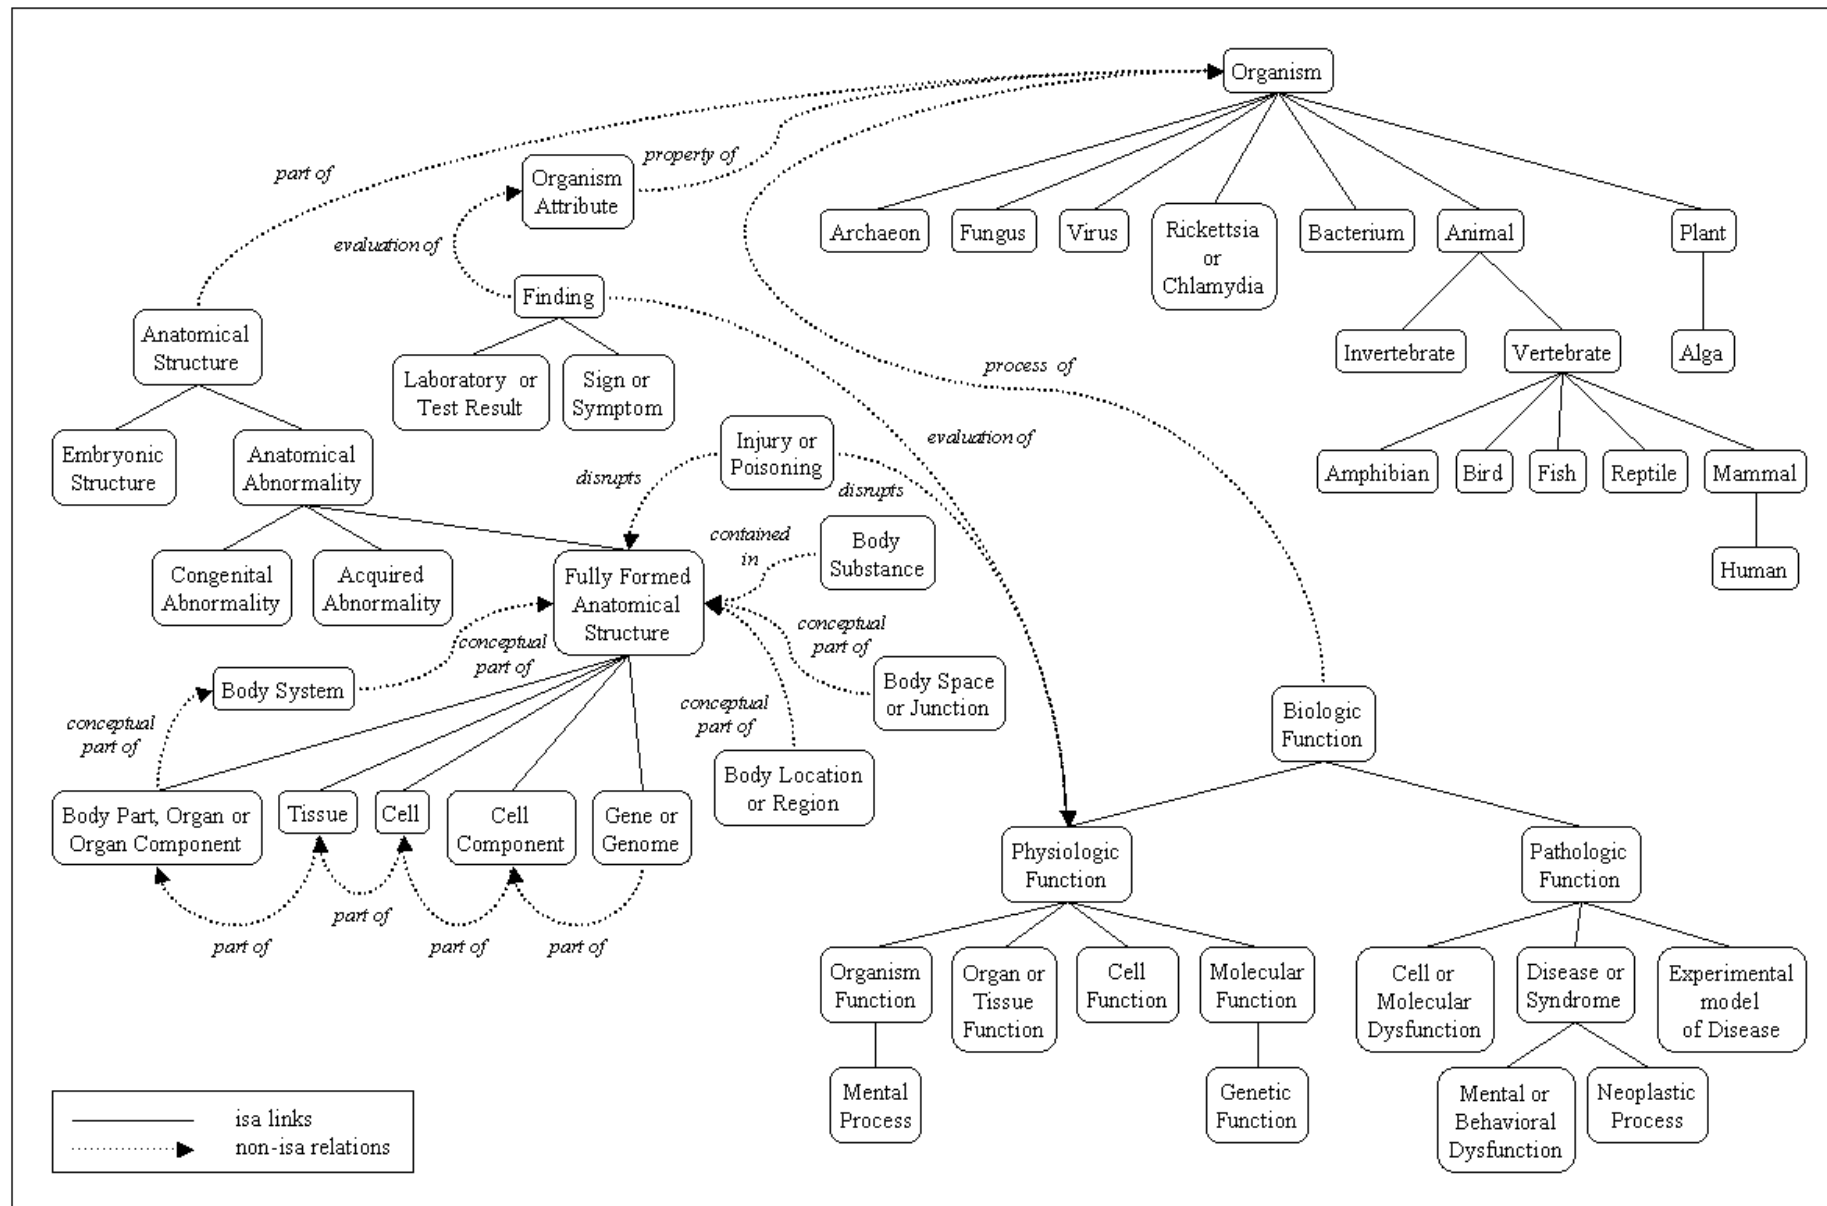 Organism
part of
property of
Organism
Attribute
evaluation of
Archaeon
Fungus
Virus
Rickettsia
or
Chlamydia
Bacterium
Animal
Plant
Finding
Anatomical
Structure
Laboratory or
Test Result
Sign or
Symptom
process of
Invertebrate
Vertebrate
Alga
Embryonic
Structure
Anatomical
Abnormality
Injury or
Poisoning
disrupts
disrupts
evaluation of
Amphibian
Bird
Fish
Reptile
Mammal
Human
contained
in
Body
Substance
Congenital
Abnormality
Acquired
Abnormality
Fully Formed
Anatomical
Structure
conceptual
part of
conceptual
part of
Body System
Body Space
or Junction
conceptual
part of
conceptual
part of
Body Location
or Region
Biologic
Function
Body Part, Organ or
Organ Component
Tissue
Cell
Cell
Component
Gene or
Genome
part of
part of
part of
part of
Physiologic
Function
Pathologic
Function
Organism
Function
Organ or
Tissue
Function
Cell
Function
Molecular
Function
Cell or
Molecular
Dysfunction
Disease or
Syndrome
Experimental
model
of Disease
Mental
Process
Genetic
Function
Mental or
Behavioral
Dysfunction
Neoplastic
Process
isa links
non-isa relations